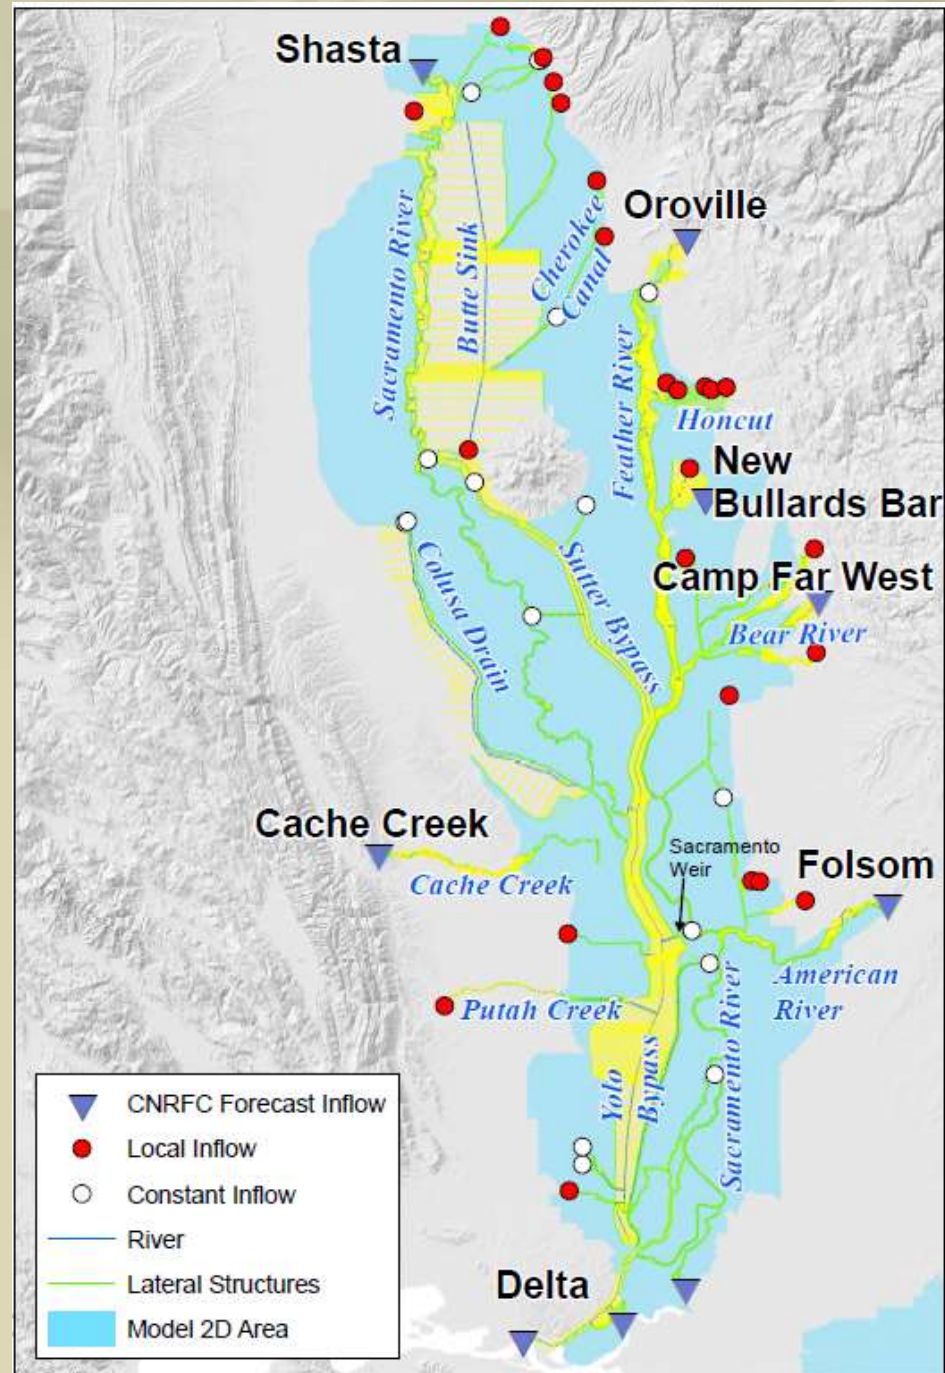 Shasta
Oroville
Sacramento River
Butte Sink
Cherokee
Canal
Feather River
Honcut
New
Bullards Bar
Camp Far West
Bear River
Sutter Bypass
Colusa Drain
Cache Creek
Cache Creek
Sacramento
Weir
Folsom
American
River
Putah Creek
Yolo
Bypass
Sacramento River
Delta
CNRFC Forecast Inflow
Local Inflow
Constant Inflow
River
Lateral Structures
Model 2D Area